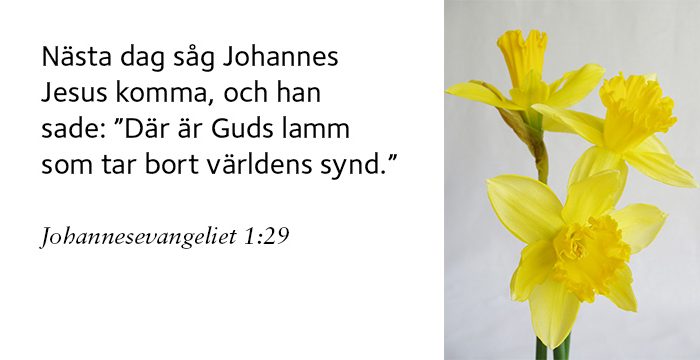 Nästa dag såg Johannes
Jesus komma, och han
sade: ”Där är Guds lamm
som tar bort världens synd.”
Johannesevangeliet 1:29